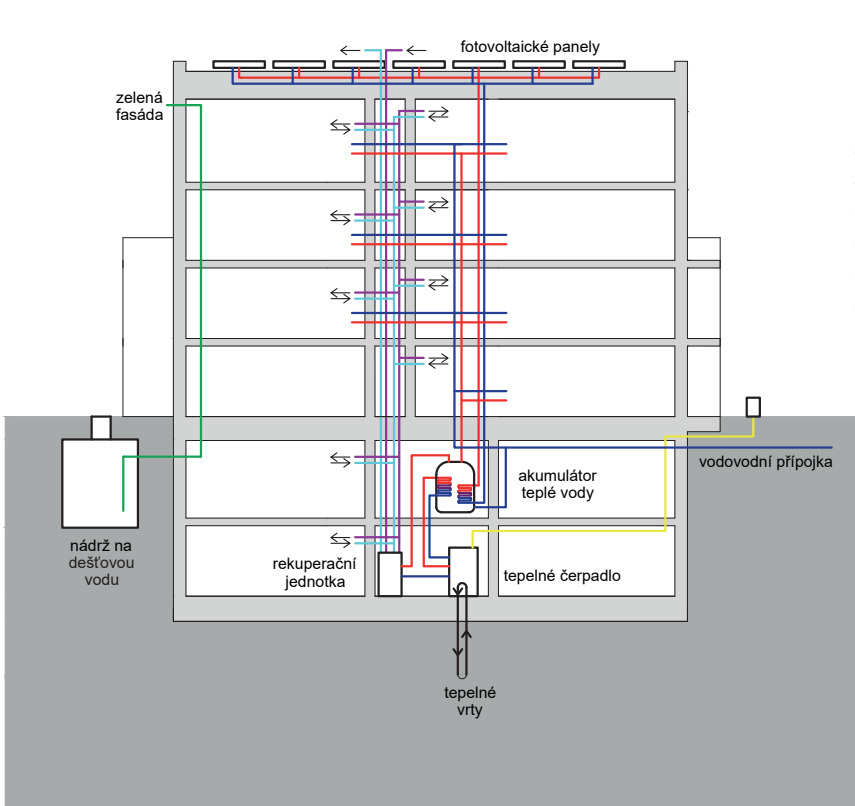 fotovoltaické panely
zelená
fasáda
vodovodní přípojka
akumulátor
teplé vody
nádrž na
dešťovou
vodu
rekuperační
jednotka
tepelné čerpadlo
tepelné
vrty